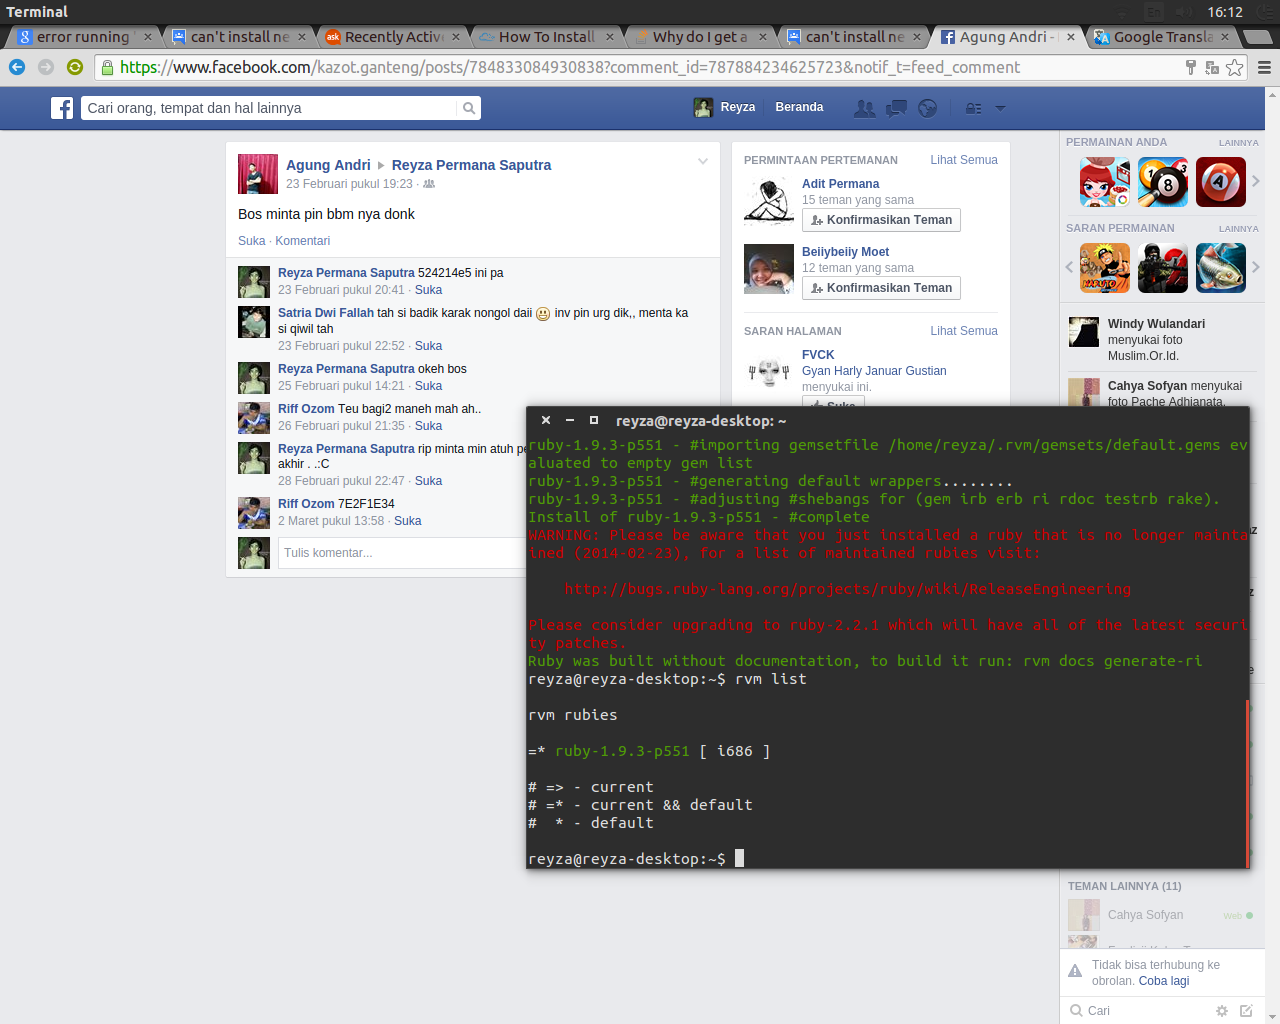 Terminal
En
16:12
error running '
can't install ne
Recently Active
How To Install
Why do I get a
can't install ne
Agung Andri -
Google Transla
https://www.facebook.com/kazot.ganteng/posts/784833084930838?comment_id=787884234625723&notif_t=feed_comment
Cari orang, tempat dan hal lainnya
Reyza
Beranda
Agung Andri
Reyza Permana Saputra
23 Februari pukul 19:23 ·
Bos minta pin bbm nya donk
Suka · Komentari
Reyza Permana Saputra 524214e5 ini pa
23 Februari pukul 20:41 · Suka
Satria Dwi Fallah tah si badik karak nongol daii inv pin urg dik,, menta ka
si qiwil tah
23 Februari pukul 22:52 · Suka
Reyza Permana Saputra okeh bos
25 Februari pukul 14:21 · Suka
Riff Ozom Teu bagi2 maneh mah ah..
26 Februari pukul 21:35 · Suka
Reyza Permana Saputra rip minta min atuh pe
akhir . .:C
28 Februari pukul 22:47 · Suka
Riff Ozom 7E2F1E34
2 Maret pukul 13:58 · Suka
Tulis komentar...
PERMINTAAN PERTEMANAN
Lihat Semua
Adit Permana
15 teman yang sama
Konfirmasikan Teman
Beiiybeiiy Moet
12 teman yang sama
Konfirmasikan Teman
SARAN HALAMAN
Lihat Semua
FVCK
Gyan Harly Januar Gustian
menyukai ini.
Suka
PERMAINAN ANDA
LAINNYA
SARAN PERMAINAN
LAINNYA
Windy Wulandari
menyukai foto
Muslim.Or.Id.
Cahya Sofyan menyukai
foto Pache Adhianata.
reyza@reyza-desktop: ~
ruby-1.9.3-p551 - #importing gemsetfile /home/reyza/.rvm/gemsets/default.gems ev
aluated to empty gem list
ruby-1.9.3-p551 - #generating default wrappers........
ruby-1.9.3-p551 - #adjusting #shebangs for (gem irb erb ri rdoc testrb rake).
Install of ruby-1.9.3-p551 - #complete
WARNING: Please be aware that you just installed a ruby that is no longer mainta
ined (2014-02-23), for a list of maintained rubies visit:
http://bugs.ruby-lang.org/projects/ruby/wiki/ReleaseEngineering
Please consider upgrading to ruby-2.2.1 which will have all of the latest securi
ty patches.
Ruby was built without documentation, to build it run: rvm docs generate-ri
reyza@reyza-desktop:~$ rvm list
rvm rubies
=* ruby-1.9.3-p551 [ i686 ]
# => - current
# =* - current && default
#  * - default
reyza@reyza-desktop:~$
TEMAN LAINNYA (11)
Cahya Sofyan
Web
Tidak bisa terhubung ke
obrolan. Coba lagi
Cari